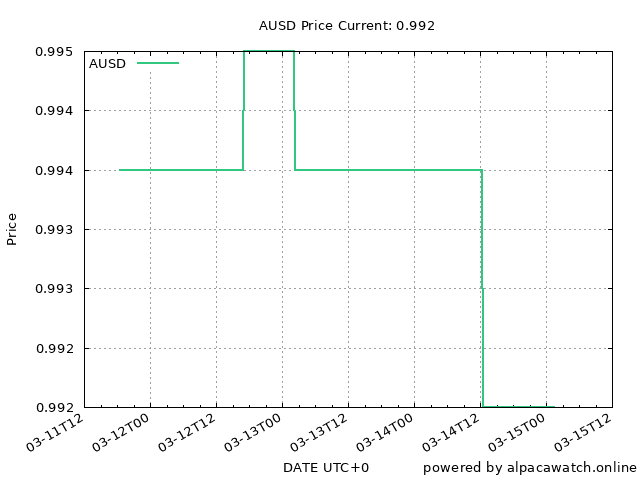 AUSD Price Current: 0.992
0.995
AUSD
0.994
0.994
0.993
Price
0.993
0.992
0.992
03-11T12
03-12T00
03-12T12
03-13T00
03-13T12
03-14T00
03-14T12
03-15T00
03-15T12
DATE UTC+0
powered by alpacawatch.online